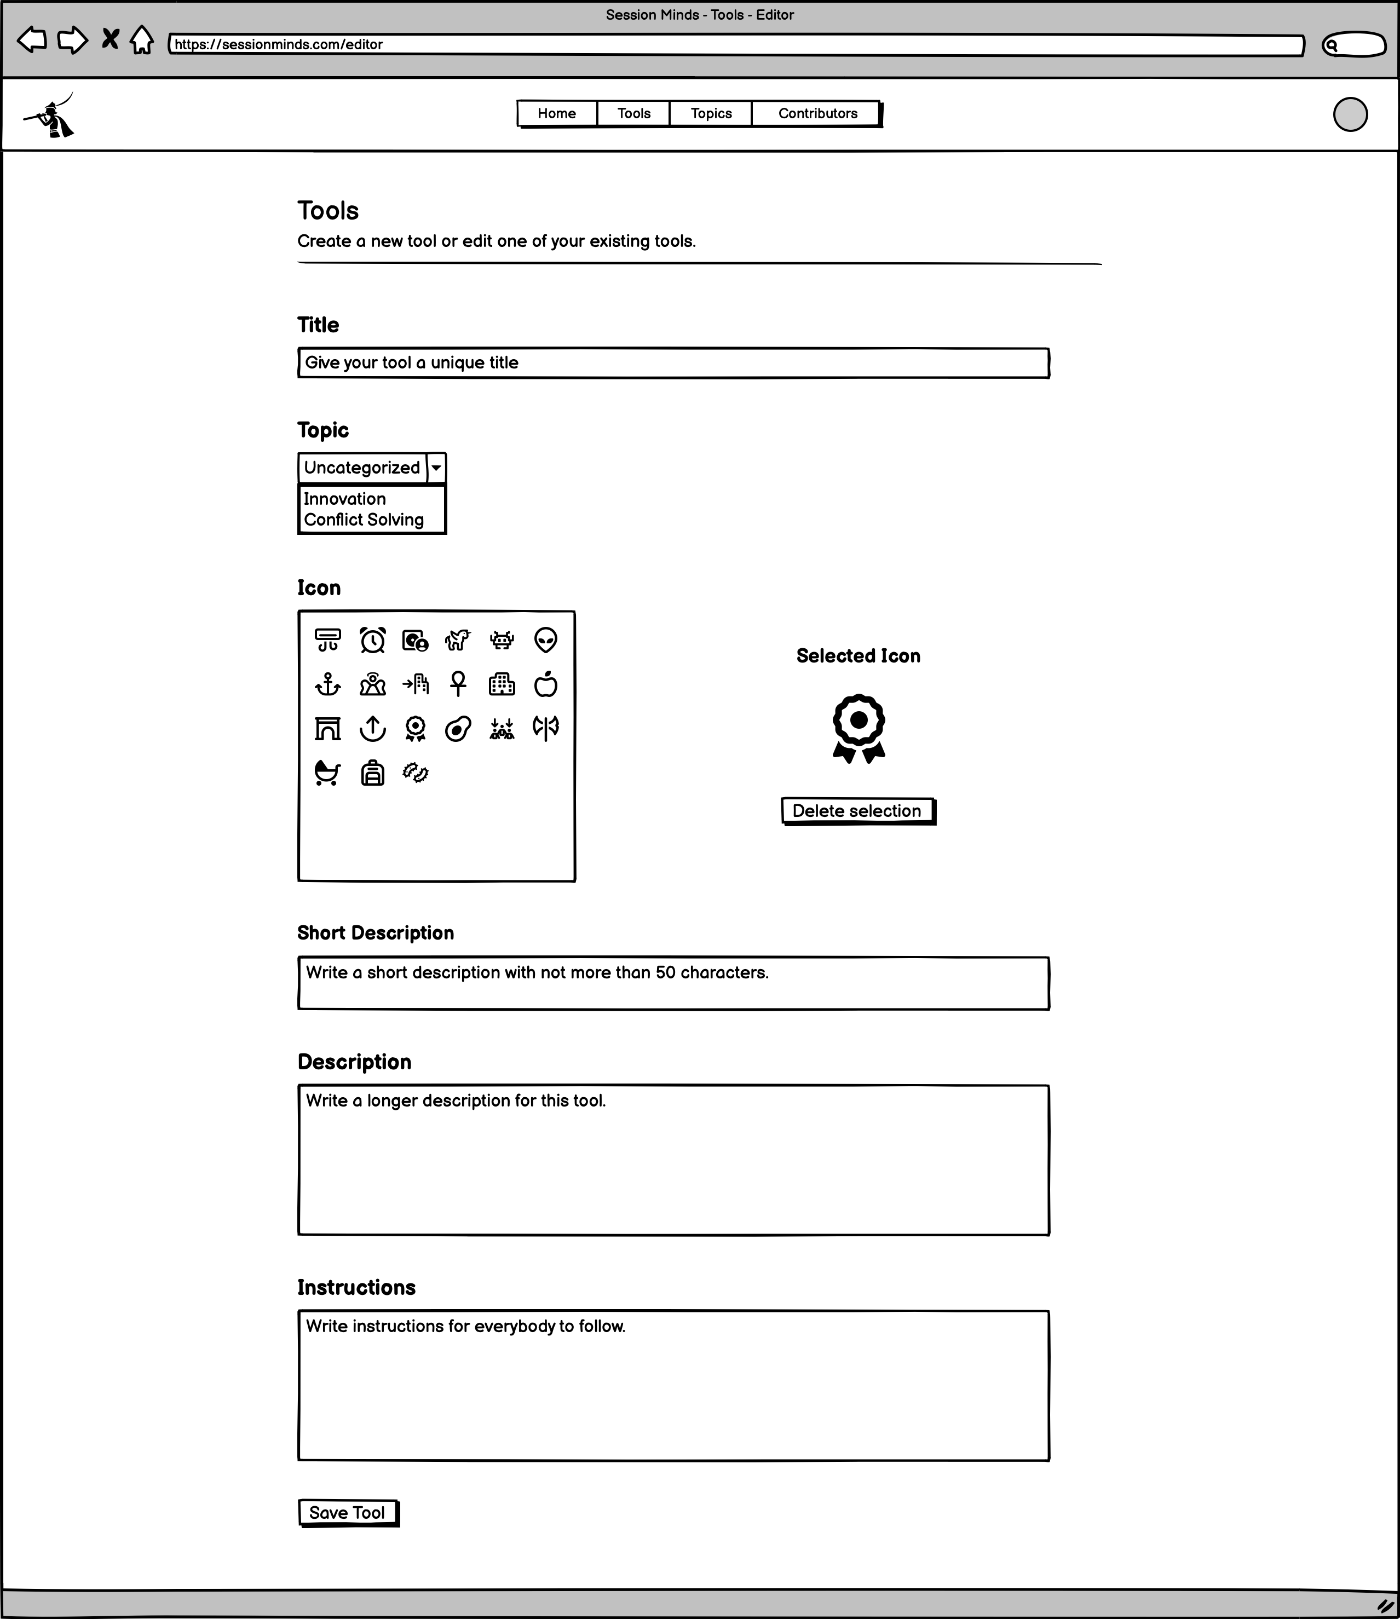 Session Minds - Tools - Editor
https://sessionminds.com/editor
Home Tools Topics Contributors
Tools
Create a new tool or edit one of your existing tools.
Title
Give your tool a unique title
Topic
Uncategorized
Innovation
Conflict Solving
Icon
Selected Icon
Delete selection
Short Description
Write a short description with not more than 50 characters.
Description
Write a longer description for this tool.
Instructions
Write instructions for everybody to follow.
Save Tool